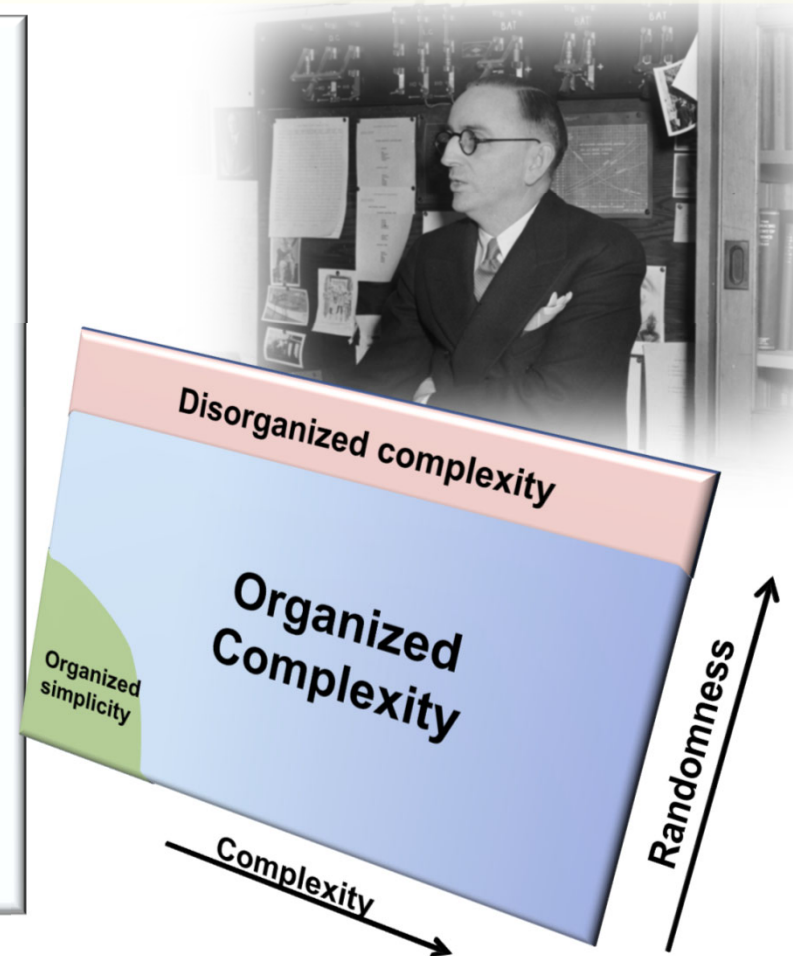 Disorganized complexity
Organized
Complexity
Organized
simplicity
Complexity
Randomness